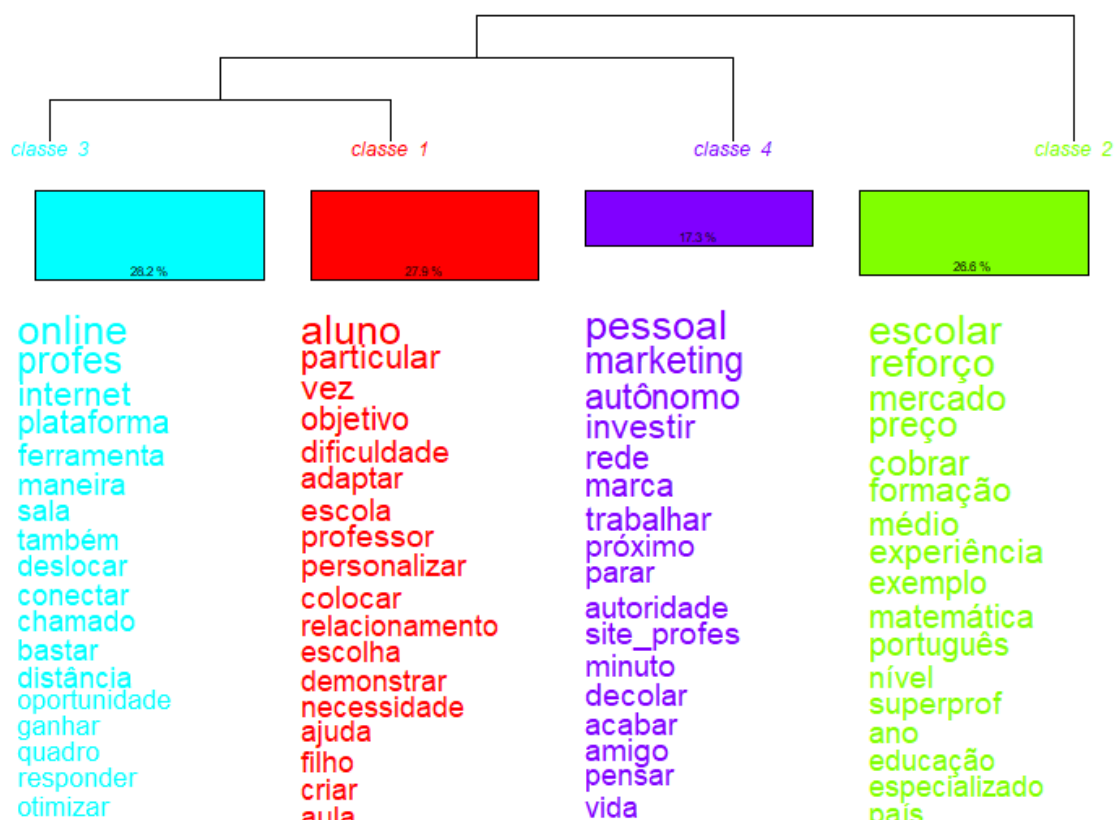 classe 3
classe 1
classe 4
classe 2
28.2 %
27.9 %
17.3 %
26.6 %
online
profes
internet
plataforma
ferramenta
maneira
sala
também
deslocar
conectar
chamado
bastar
distância
oportunidade
ganhar
quadro
responder
otimizar
aluno
particular
vez
objetivo
dificuldade
adaptar
escola
professor
personalizar
colocar
relacionamento
escolha
demonstrar
necessidade
ajuda
filho
criar
aula
pessoal
marketing
autônomo
investir
rede
marca
trabalhar
próximo
parar
autoridade
site_profes
minuto
decolar
acabar
amigo
pensar
vida
escolar
reforço
mercado
preço
cobrar
formação
médio
experiência
exemplo
matemática
português
nível
superprof
ano
educação
especializado
país